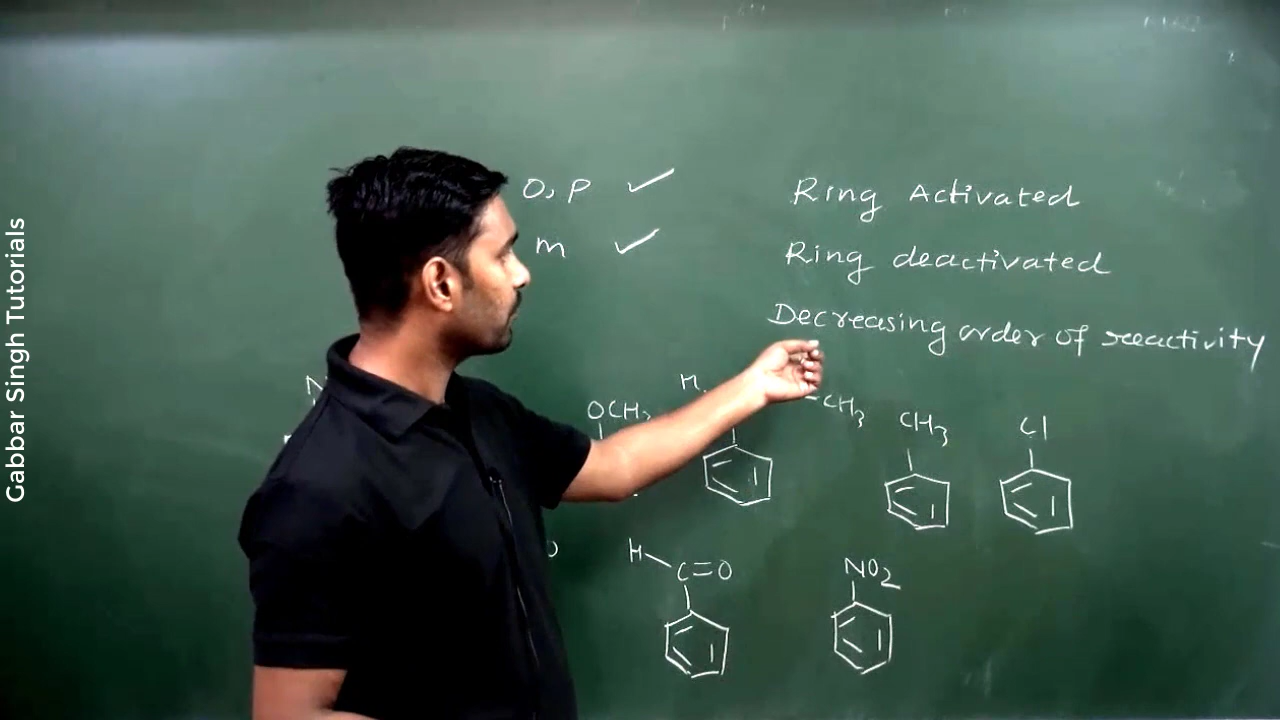 Gabbar Singh Tutorials
O, P ✓ Ring Activated
m ✓ Ring deactivated
Decreasing order of reactivity
N
OCH3
H
-CH3
CH3
Cl
H C=O
NO2